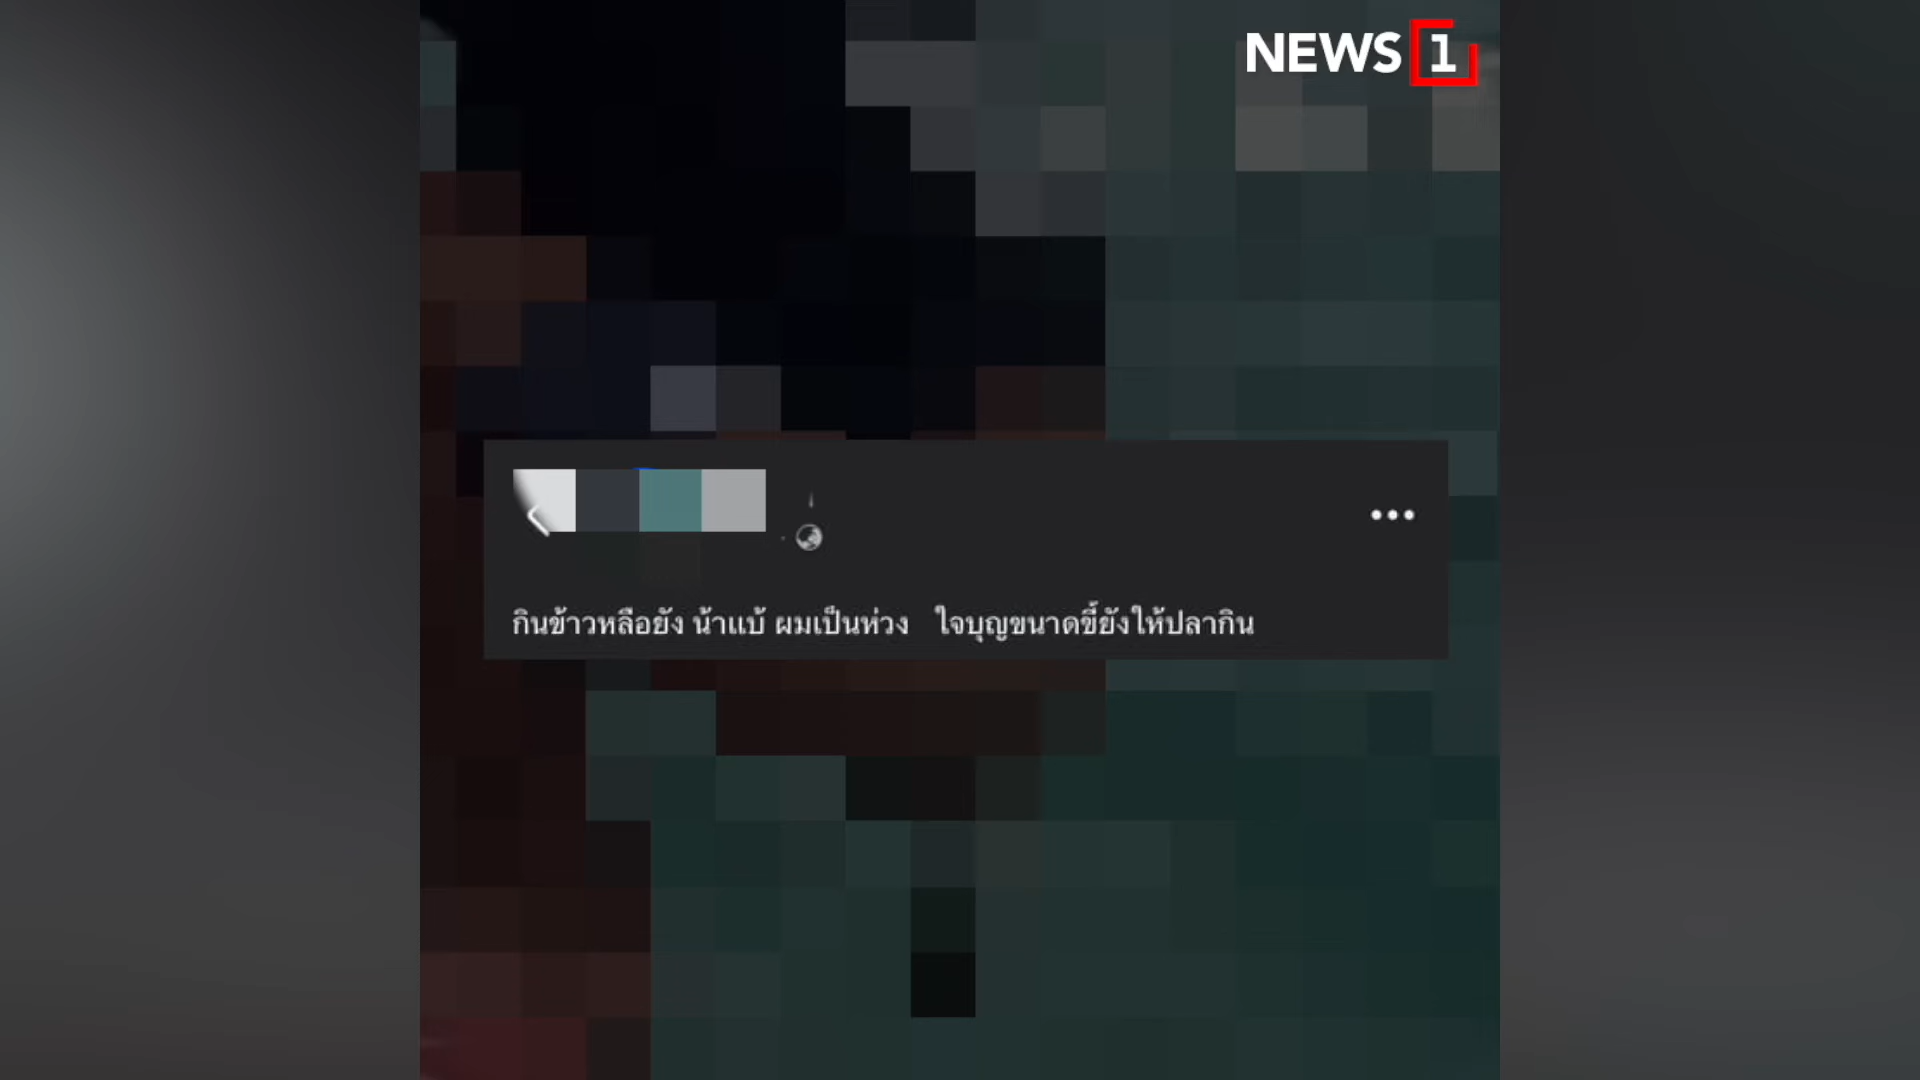 NEWS 1
กินข้าวหลือยัง น้าแบ้ ผมเป็นห่วง ใจบุญขนาดขี้ยังให้ปลากิน